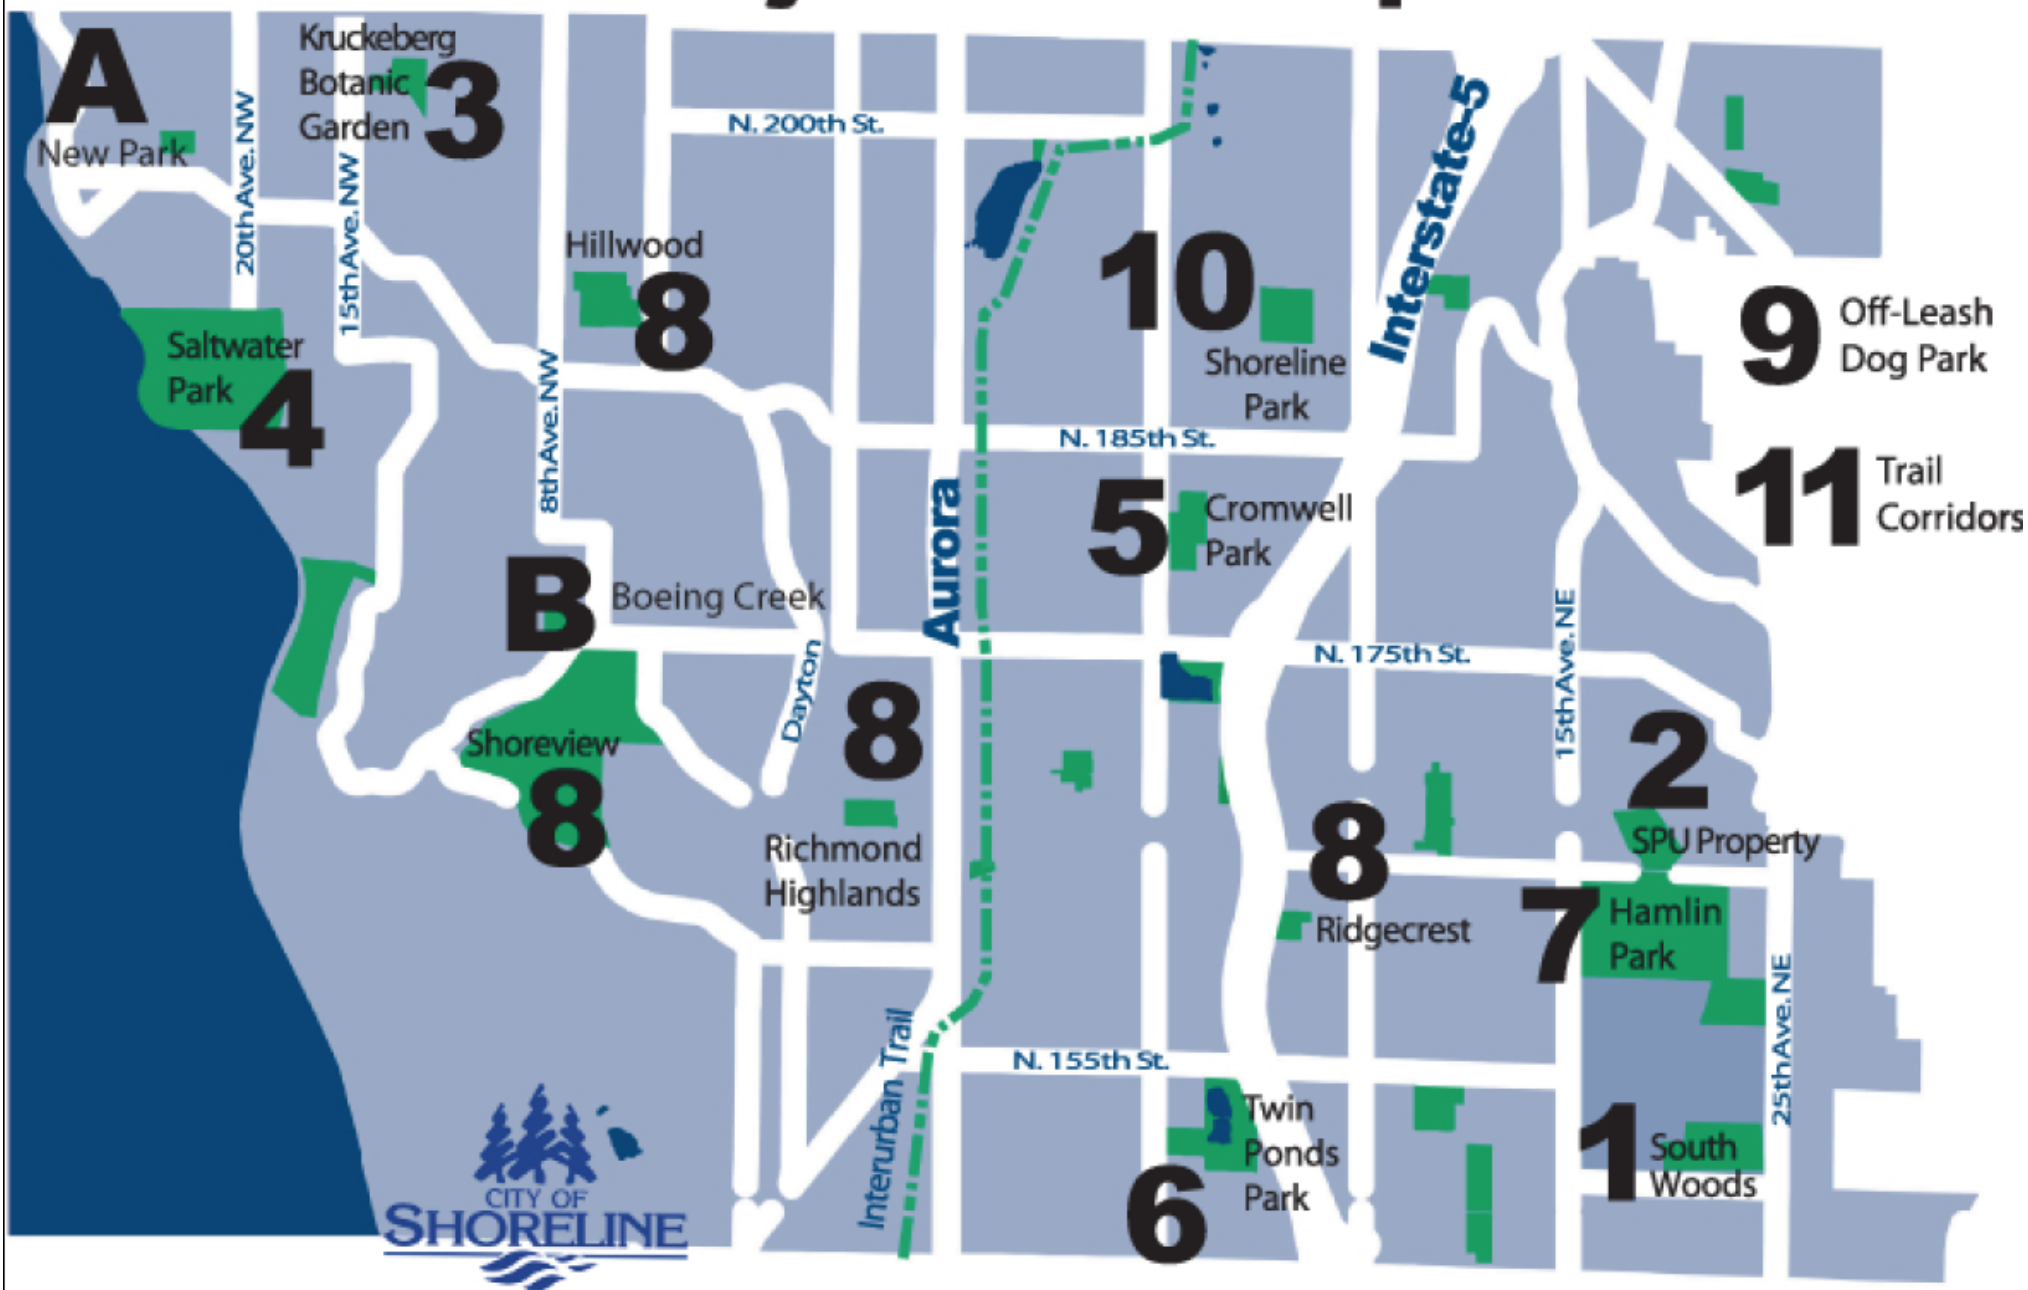 A
New Park
20th Ave. NW
Kruckeberg
Botanic
Garden
3
15th Ave. NW
N. 200th St.
Interstate-5
Hillwood
8
10
Shoreline
Park
9
Off-Leash
Dog Park
Saltwater
Park
4
8th Ave. NW
N. 185th St.
11
Trail
Corridors
Aurora
5
Cromwell
Park
B
Boeing Creek
Dayton
N. 175th St.
15th Ave. NE
Shoreview
8
8
Richmond
Highlands
8
Ridgecrest
2
SPU Property
7
Hamlin
Park
25th Ave. NE
Interurban Trail
N. 155th St.
Twin
Ponds
Park
6
1
South
Woods
CITY OF
SHORELINE